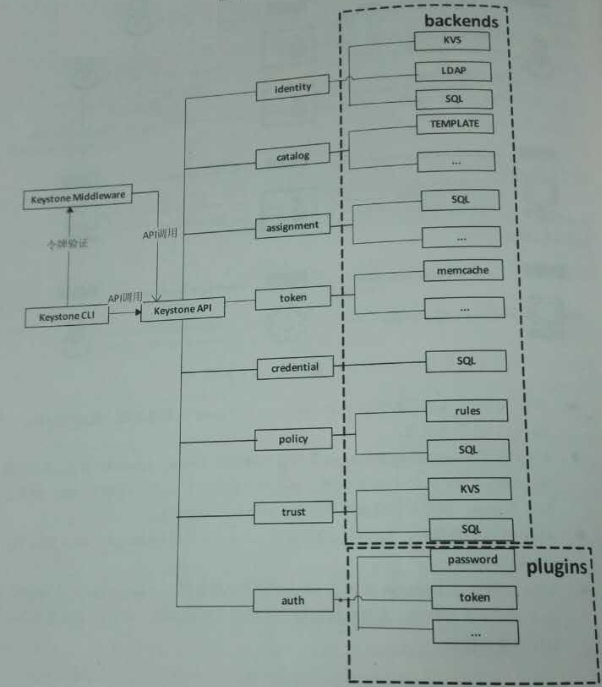 backends
KVS
identity
LDAP
SQL
TEMPLATE
catalog
...
Keystone Middleware
SQL
API调用
assignment
...
令牌验证
memcache
API调用
Keystone CLI
Keystone API
token
...
credential
SQL
rules
policy
SQL
KVS
trust
SQL
password
plugins
auth
token
...